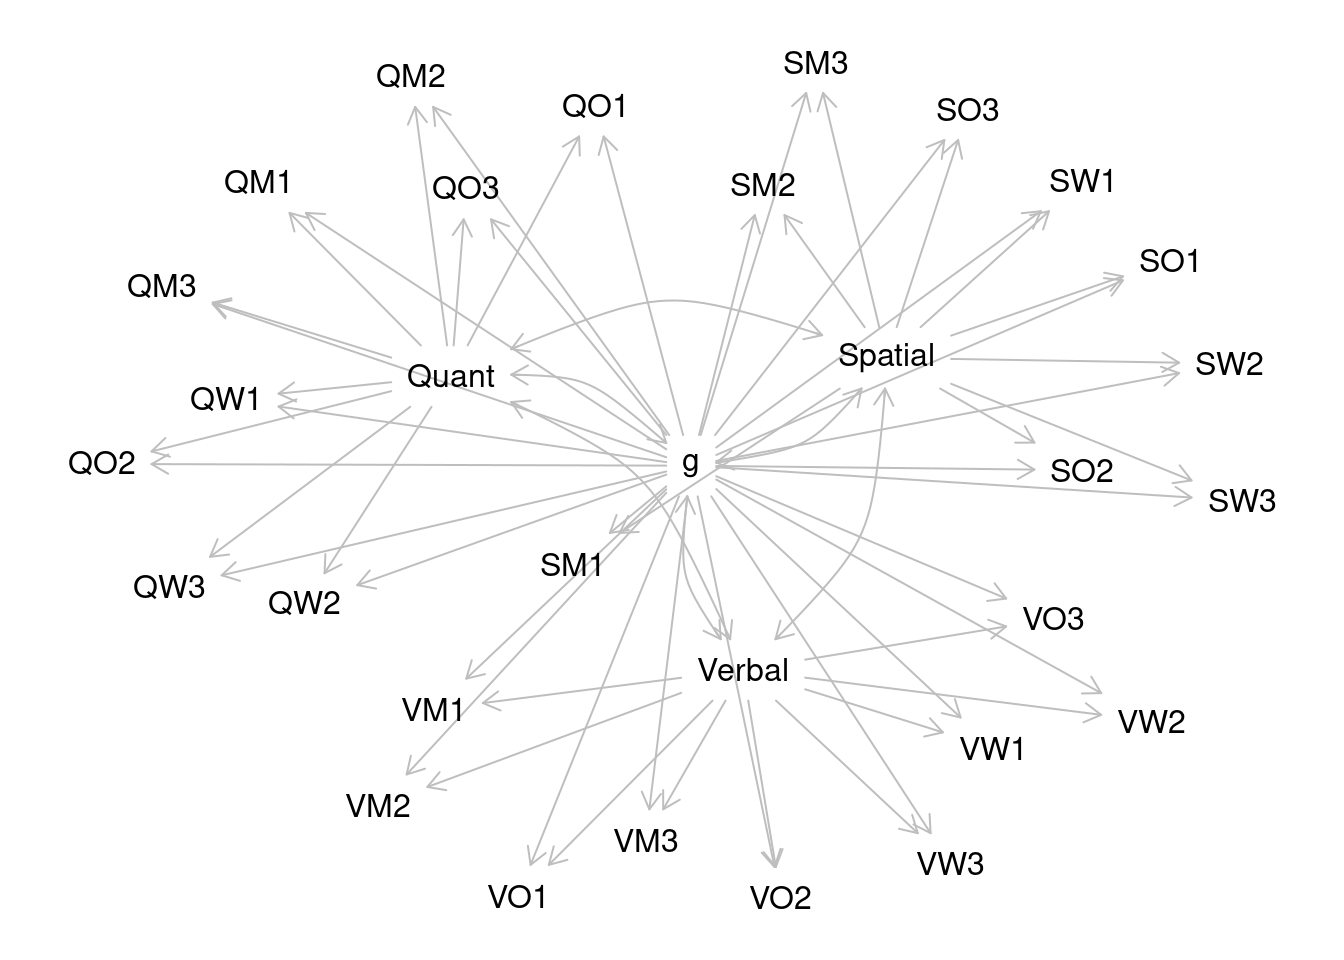 SM3
QM2
QO1
SO3
QM1
QO3
SM2
SW1
SO1
QM3
Spatial
SW2
Quant
QW1
g
QO2
SO2
SW3
SM1
QW3
QW2
VO3
Verbal
VM1
VW2
VW1
VM2
VM3
VW3
VO1
VO2